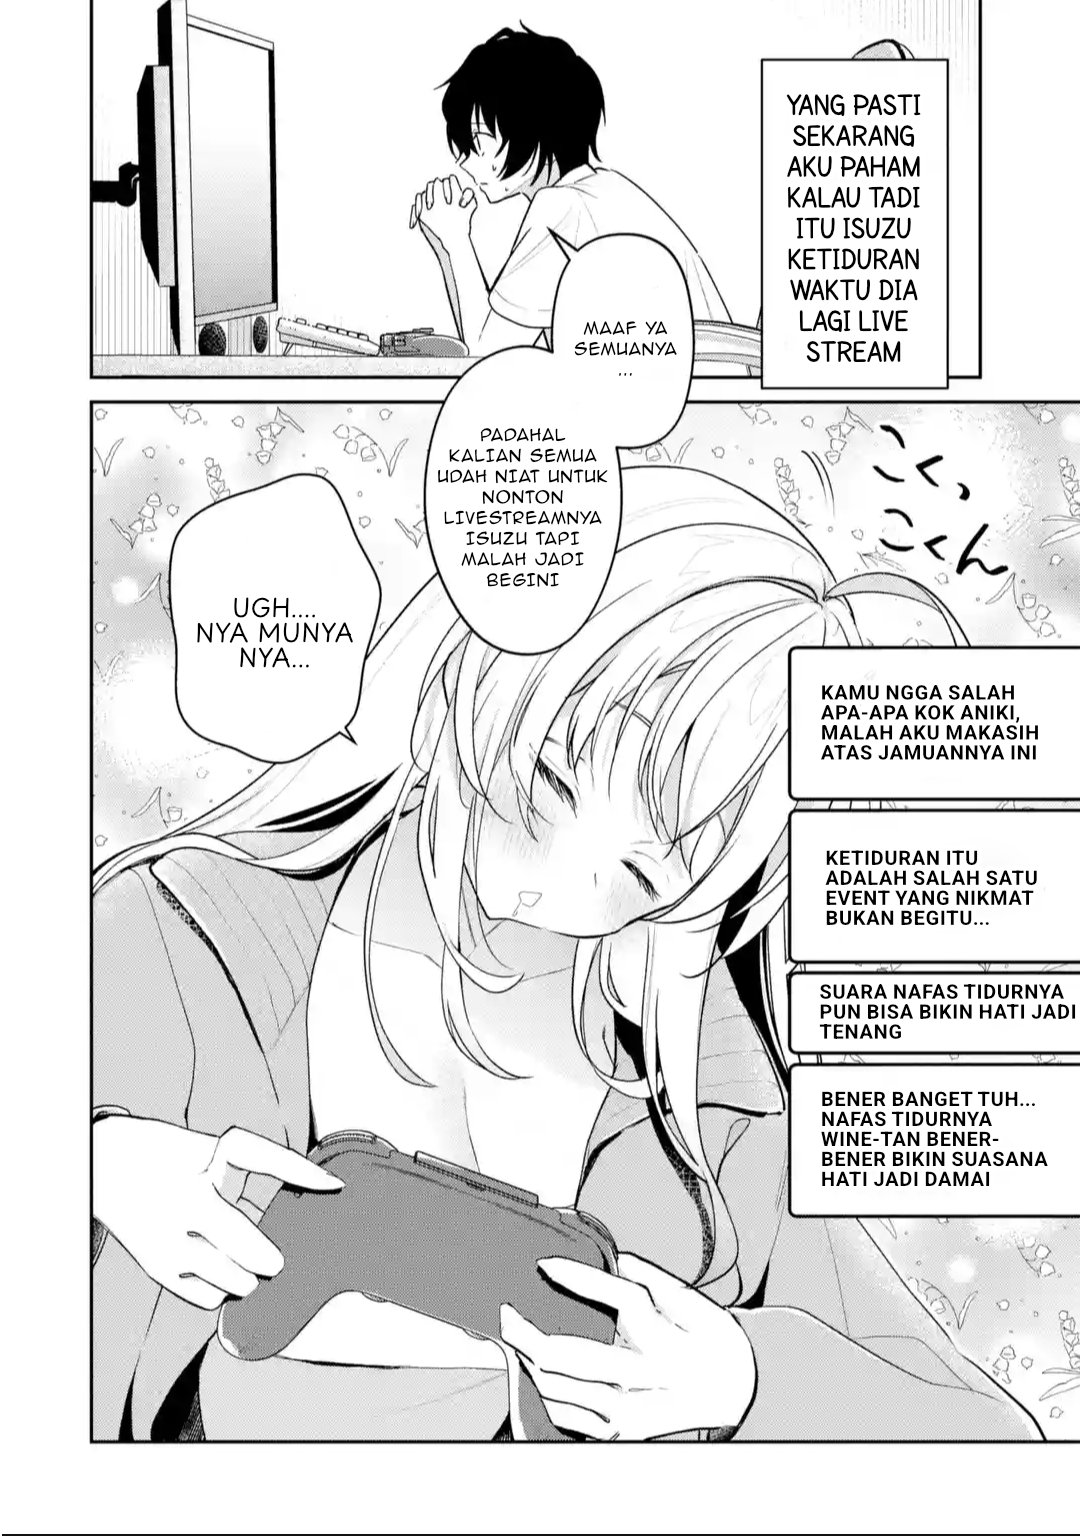 YANG PASTI
SEKARANG
AKU PAHAM
KALAU TADI
ITU ISUZU
KETIDURAN
WAKTU DIA
LAGI LIVE
STREAM
MAAF YA
SEMUANYA
...
PADAHAL
KALIAN SEMUA
UDAH NIAT UNTUK
NONTON
LIVESTREAMNYA
ISUZU TAPI
MALAH JADI
BEGINI
こくっ
こくん
UGH....
NYA MUNYA
NYA...
KAMU NGGA SALAH
APA-APA KOK ANIKI,
MALAH AKU MAKASIH
ATAS JAMUANNYA INI
KETIDURAN ITU
ADALAH SALAH SATU
EVENT YANG NIKMAT
BUKAN BEGITU...
SUARA NAFAS TIDURNYA
PUN BISA BIKIN HATI JADI
TENANG
BENER BANGET TUH...
NAFAS TIDURNYA
WINE-TAN BENER-
BENER BIKIN SUASANA
HATI JADI DAMAI